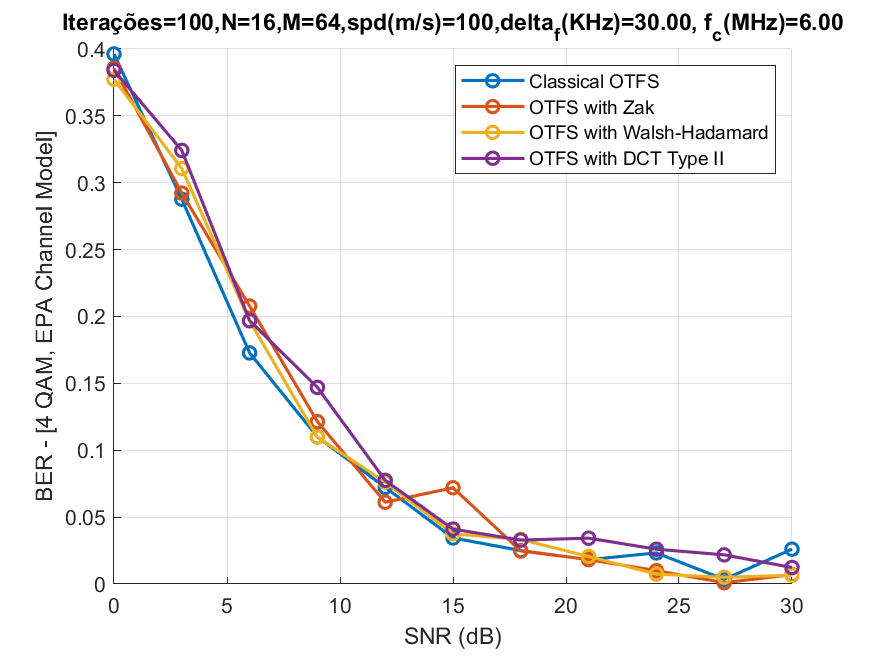 Iterações=100,N=16,M=64,spd(m/s)=100,delta_f(KHz)=30.00, f_c(MHz)=6.00
Classical OTFS
OTFS with Zak
OTFS with Walsh-Hadamard
OTFS with DCT Type II
BER - [4 QAM, EPA Channel Model]
0.4
0.35
0.3
0.25
0.2
0.15
0.1
0.05
0
0 5 10 15 20 25 30
SNR (dB)